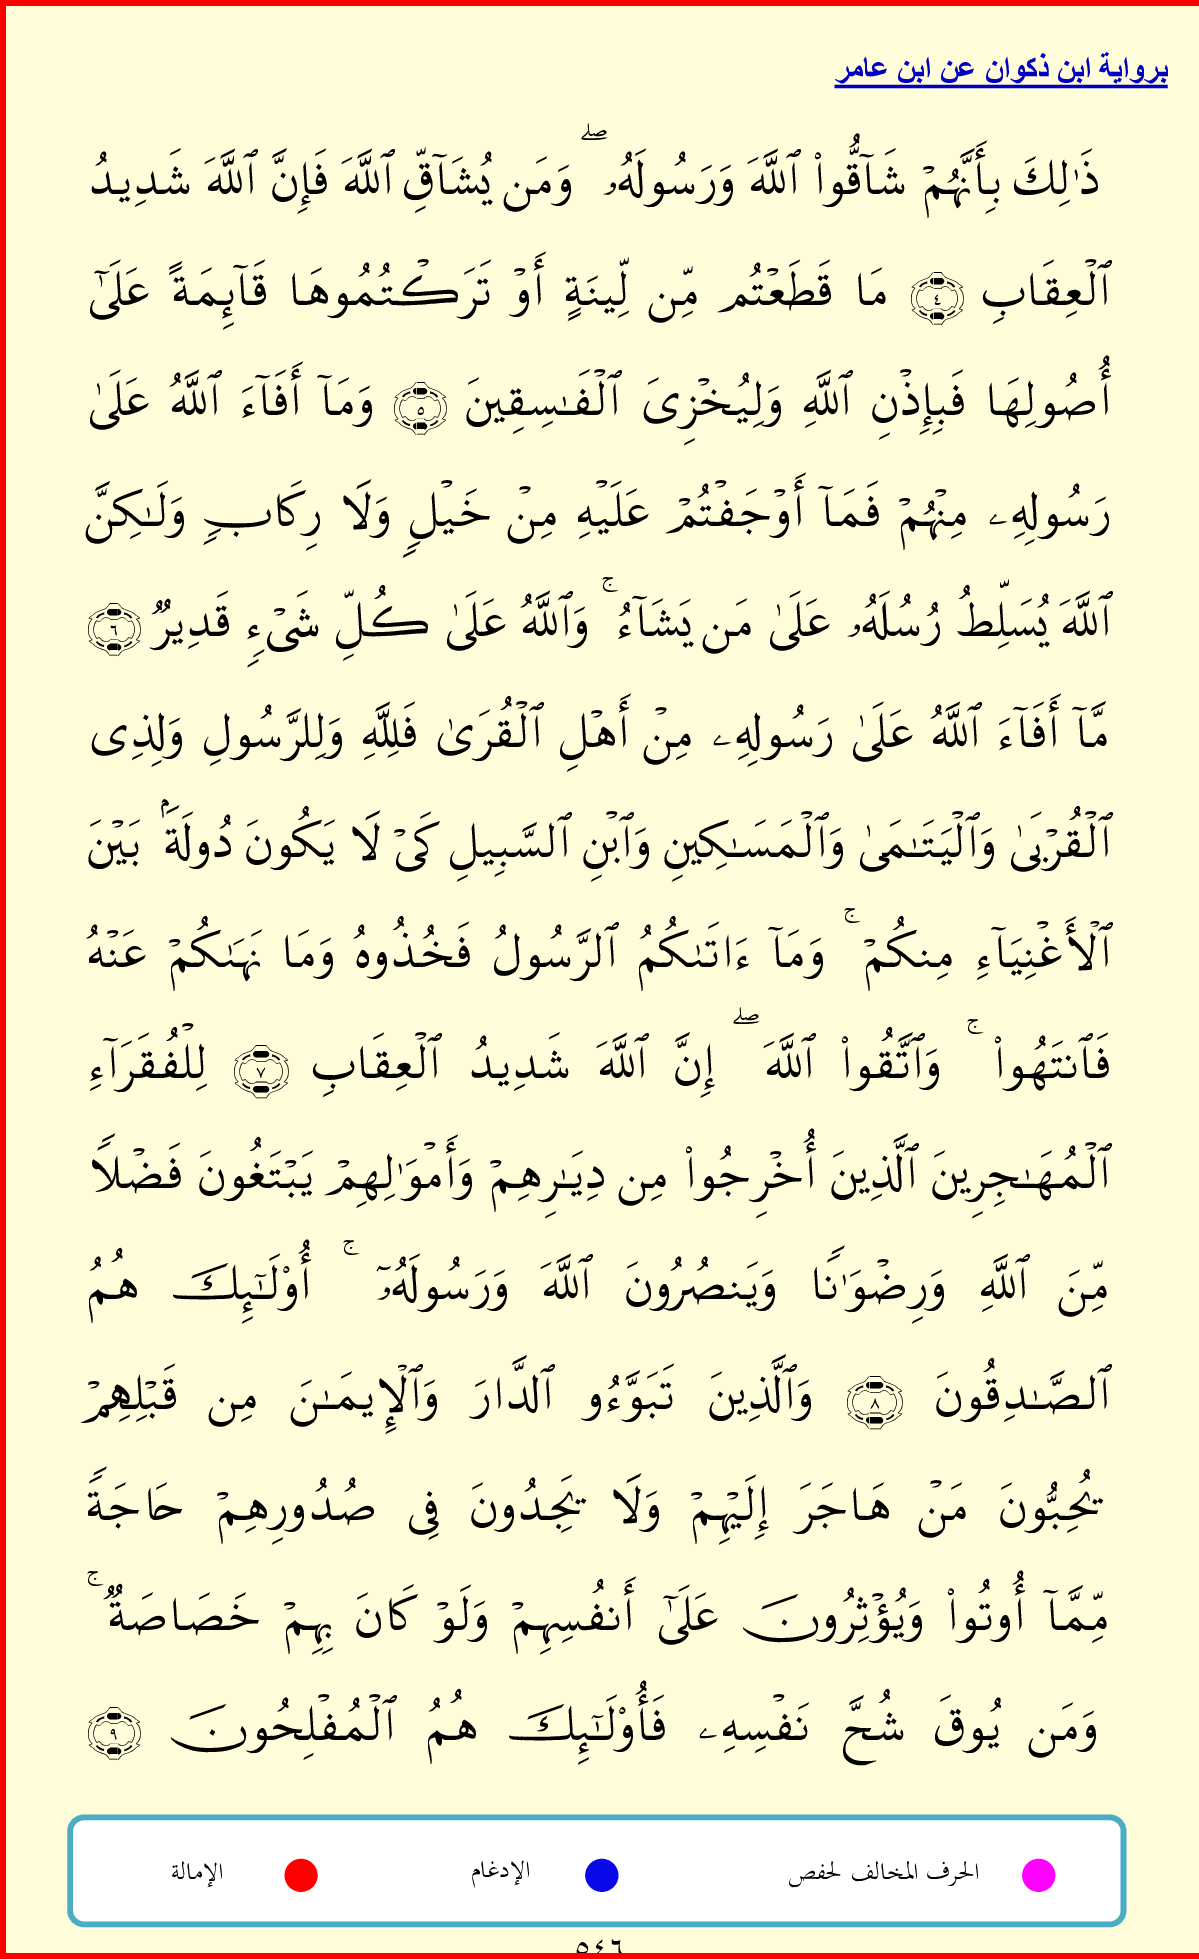 برواية ابن ذكوان عن ابن عامر
ذَٰلِكَ بِأَنَّهُمۡ شَآقُّواْ ٱللَّهَ وَرَسُولَهُۥۖ وَمَن يُشَآقِّ ٱللَّهَ فَإِنَّ ٱللَّهَ شَدِيدُ
ٱلۡعِقَابِ ٤ مَا قَطَعۡتُم مِّن لِّينَةٍ أَوۡ تَرَكۡتُمُوهَا قَآئِمَةً عَلَىٰٓ
أُصُولِهَا فَبِإِذۡنِ ٱللَّهِ وَلِيُخۡزِىَ ٱلۡفَٰسِقِينَ ٥ وَمَآ أَفَآءَ ٱللَّهُ عَلَىٰ
رَسُولِهِۦ مِنۡهُمۡ فَمَآ أَوۡجَفۡتُمۡ عَلَيۡهِ مِنۡ خَيۡلٍ وَلَا رِكَابٍ وَلَٰكِنَّ
ٱللَّهَ يُسَلِّطُ رُسُلَهُۥ عَلَىٰ مَن يَشَآءُۚ وَٱللَّهُ عَلَىٰ كُلِّ شَىۡءٍ قَدِيرٌ ٦
مَّآ أَفَآءَ ٱللَّهُ عَلَىٰ رَسُولِهِۦ مِنۡ أَهۡلِ ٱلۡقُرَىٰ فَلِلَّهِ وَلِلرَّسُولِ وَلِذِى
ٱلۡقُرۡبَىٰ وَٱلۡيَتَٰمَىٰ وَٱلۡمَسَٰكِينِ وَٱبۡنِ ٱلسَّبِيلِ كَىۡ لَا يَكُونَ دُولَةَۢ بَيۡنَ
ٱلۡأَغۡنِيَآءِ مِنكُمۡۚ وَمَآ ءَاتَىٰكُمُ ٱلرَّسُولُ فَخُذُوهُ وَمَا نَهَىٰكُمۡ عَنۡهُ
فَٱنتَهُواْۚ وَٱتَّقُواْ ٱللَّهَۖ إِنَّ ٱللَّهَ شَدِيدُ ٱلۡعِقَابِ ٧ لِلۡفُقَرَآءِ
ٱلۡمُهَٰجِرِينَ ٱلَّذِينَ أُخۡرِجُواْ مِن دِيَٰرِهِمۡ وَأَمۡوَٰلِهِمۡ يَبۡتَغُونَ فَضۡلًا
مِّنَ ٱللَّهِ وَرِضۡوَٰنًا وَيَنصُرُونَ ٱللَّهَ وَرَسُولَهُۥٓۚ أُوْلَٰٓئِكَ هُمُ
ٱلصَّٰدِقُونَ ٨ وَٱلَّذِينَ تَبَوَّءُو ٱلدَّارَ وَٱلۡإِيمَٰنَ مِن قَبۡلِهِمۡ
يُحِبُّونَ مَنۡ هَاجَرَ إِلَيۡهِمۡ وَلَا يَجِدُونَ فِى صُدُورِهِمۡ حَاجَةً
مِّمَّآ أُوتُواْ وَيُؤۡثِرُونَ عَلَىٰٓ أَنفُسِهِمۡ وَلَوۡ كَانَ بِهِمۡ خَصَاصَةٌۚ
وَمَن يُوقَ شُحَّ نَفۡسِهِۦ فَأُوْلَٰٓئِكَ هُمُ ٱلۡمُفۡلِحُونَ ٩
الحرف المخالف لحفص الإدغام الإمالة
٥٤٦